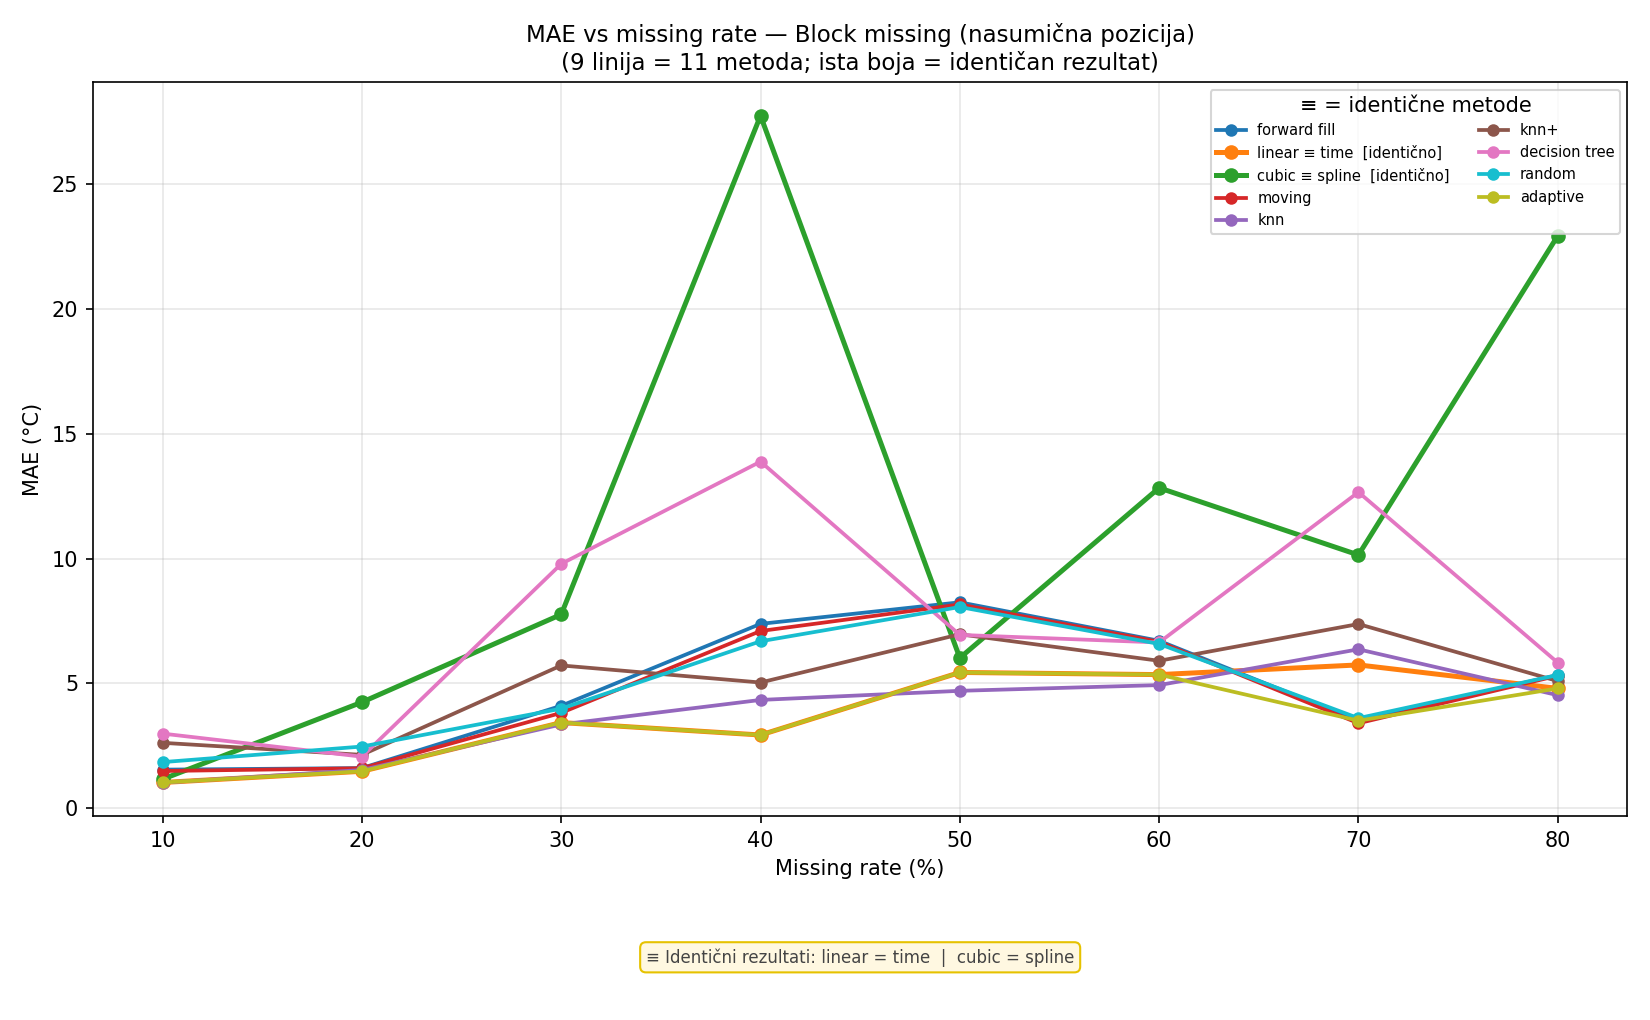 MAE vs missing rate — Block missing (nasumična pozicija)
(9 linija = 11 metoda; ista boja = identičan rezultat)
≡ = identične metode
forward fill
linear ≡ time  [identično]
cubic ≡ spline  [identično]
moving
knn
knn+
decision tree
random
adaptive
MAE (°C)
25
20
15
10
5
0
10 20 30 40 50 60 70 80
Missing rate (%)
≡ Identični rezultati: linear = time  |  cubic = spline